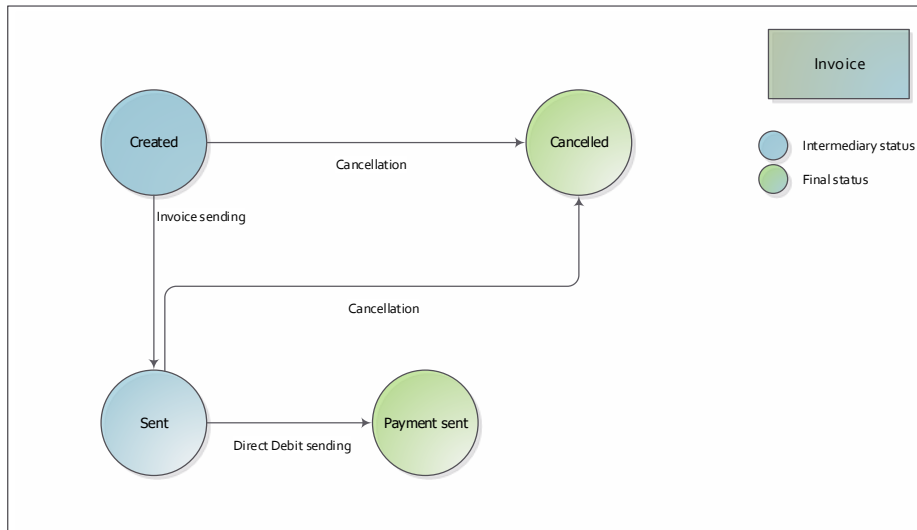 Invoice
Created
Cancelled
Cancellation
Intermediary status
Final status
Invoice sending
Cancellation
Sent
Payment sent
Direct Debit sending